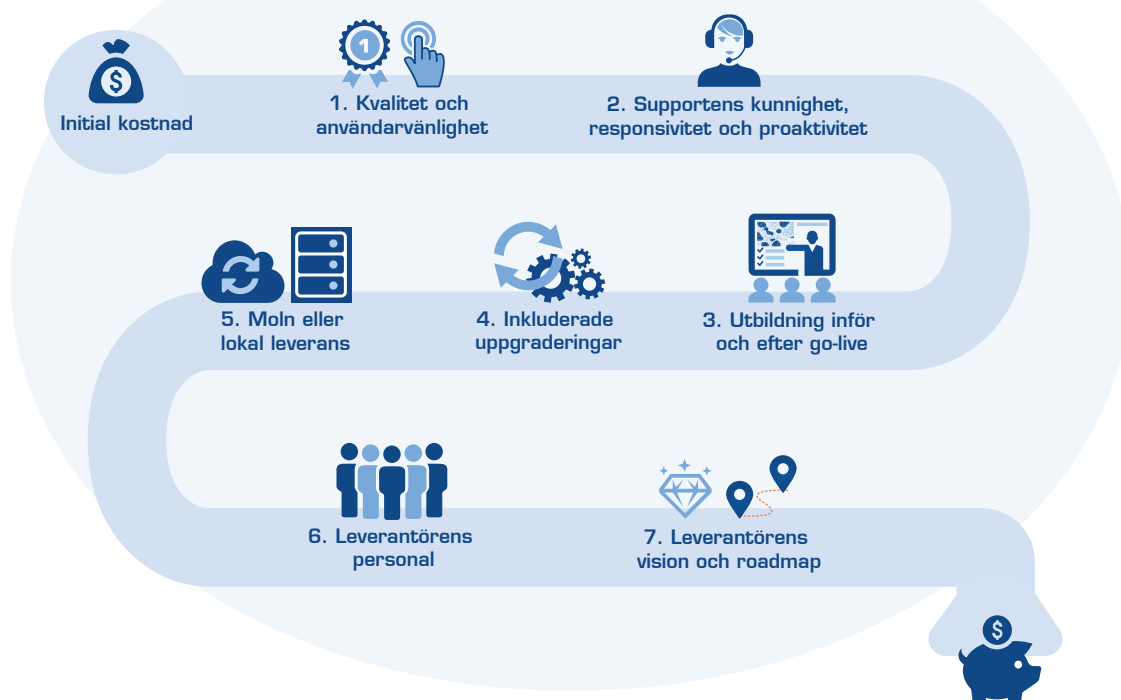 Initial kostnad
1
1. Kvalitet och
användarvänlighet
2. Supportens kunnighet,
responsivitet och proaktivitet
3. Utbildning inför
och efter go-live
4. Inkluderade
uppgraderingar
5. Moln eller
lokal leverans
6. Leverantörens
personal
7. Leverantörens
vision och roadmap